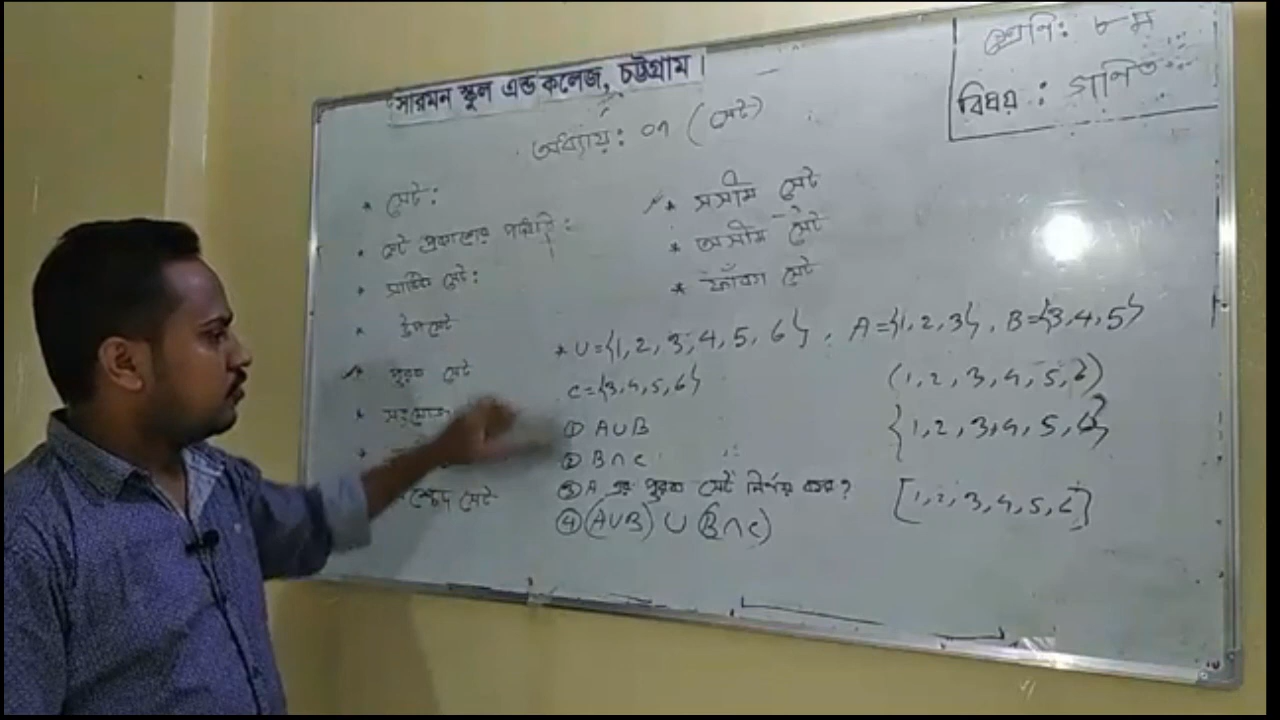 সারমন স্কুল এন্ড কলেজ, চট্টগ্রাম।
শ্রেণি: ৮ম
বিষয়: গণিত
অধ্যায়: ০৭ (সেট)
* সেট:
* সেট প্রকাশের পদ্ধতি:
* সার্বিক সেট:
* উপসেট
* পূরক সেট
* সংযোগ
সেট
* সসীম সেট
* অসীম সেট
* ফাঁকা সেট
* U={1, 2, 3, 4, 5, 6}, A={1, 2, 3}, B={3, 4, 5}
C={3,4,5,6}
① A∪B
② B∩C
③ A এর পূরক সেট নির্ণয় কর?
④ (A∪B) ∪ (B∩C)
(1, 2, 3, 4, 5, 6)
{1, 2, 3, 4, 5, 6}
[1, 2, 3, 4, 5, 6]